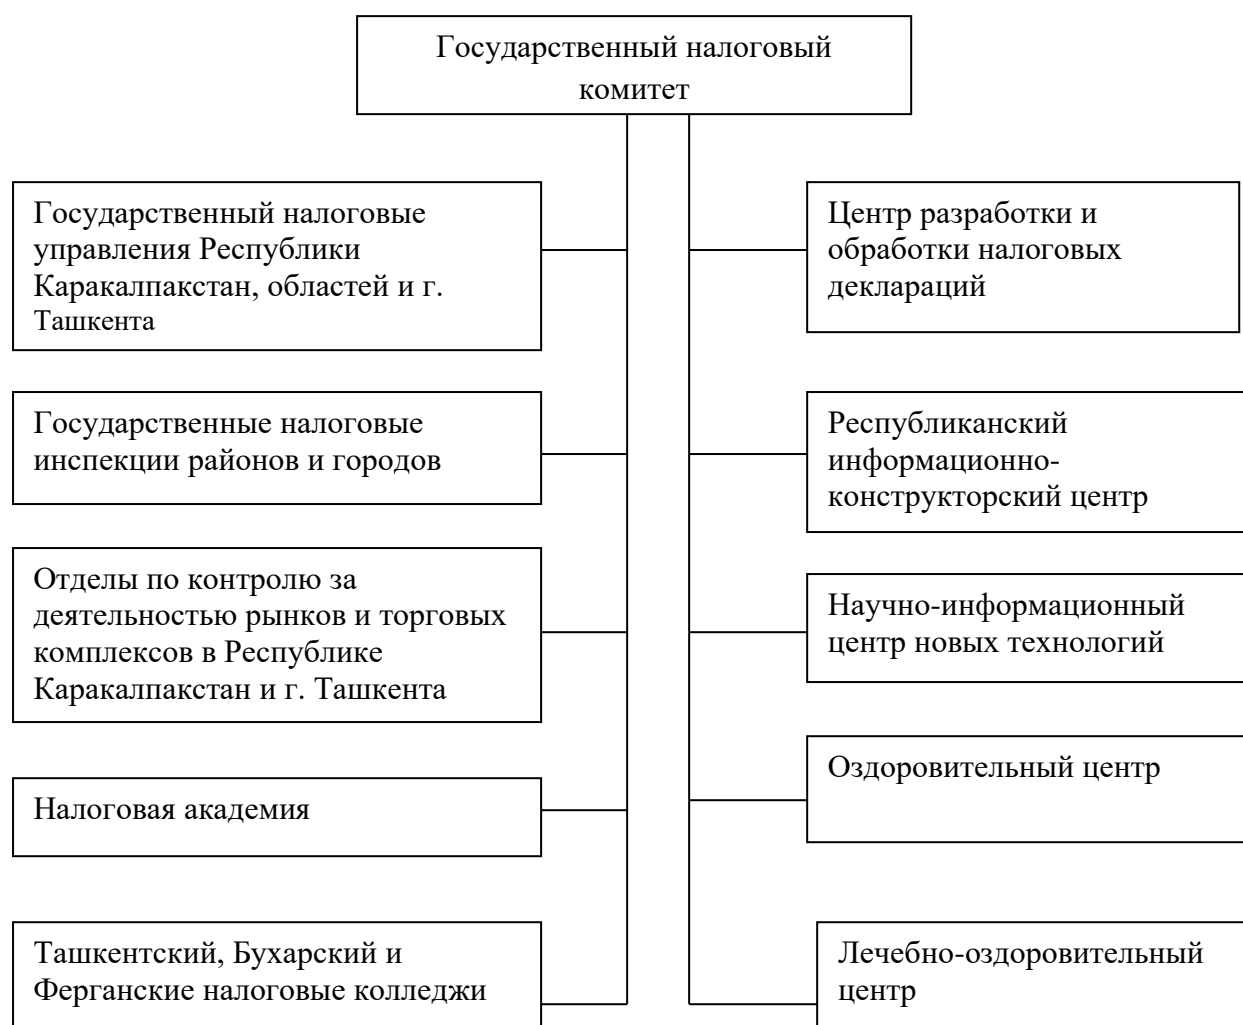 Государственный налоговый
комитет
Государственный налоговые
управления Республики
Каракалпакстан, областей и г.
Ташкента
Государственные налоговые
инспекции районов и городов
Отделы по контролю за
деятельностью рынков и торговых
комплексов в Республике
Каракалпакстан и г. Ташкента
Налоговая академия
Ташкентский, Бухарский и
Ферганские налоговые колледжи
Центр разработки и
обработки налоговых
деклараций
Республиканский
информационно-
конструкторский центр
Научно-информационный
центр новых технологий
Оздоровительный центр
Лечебно-оздоровительный
центр